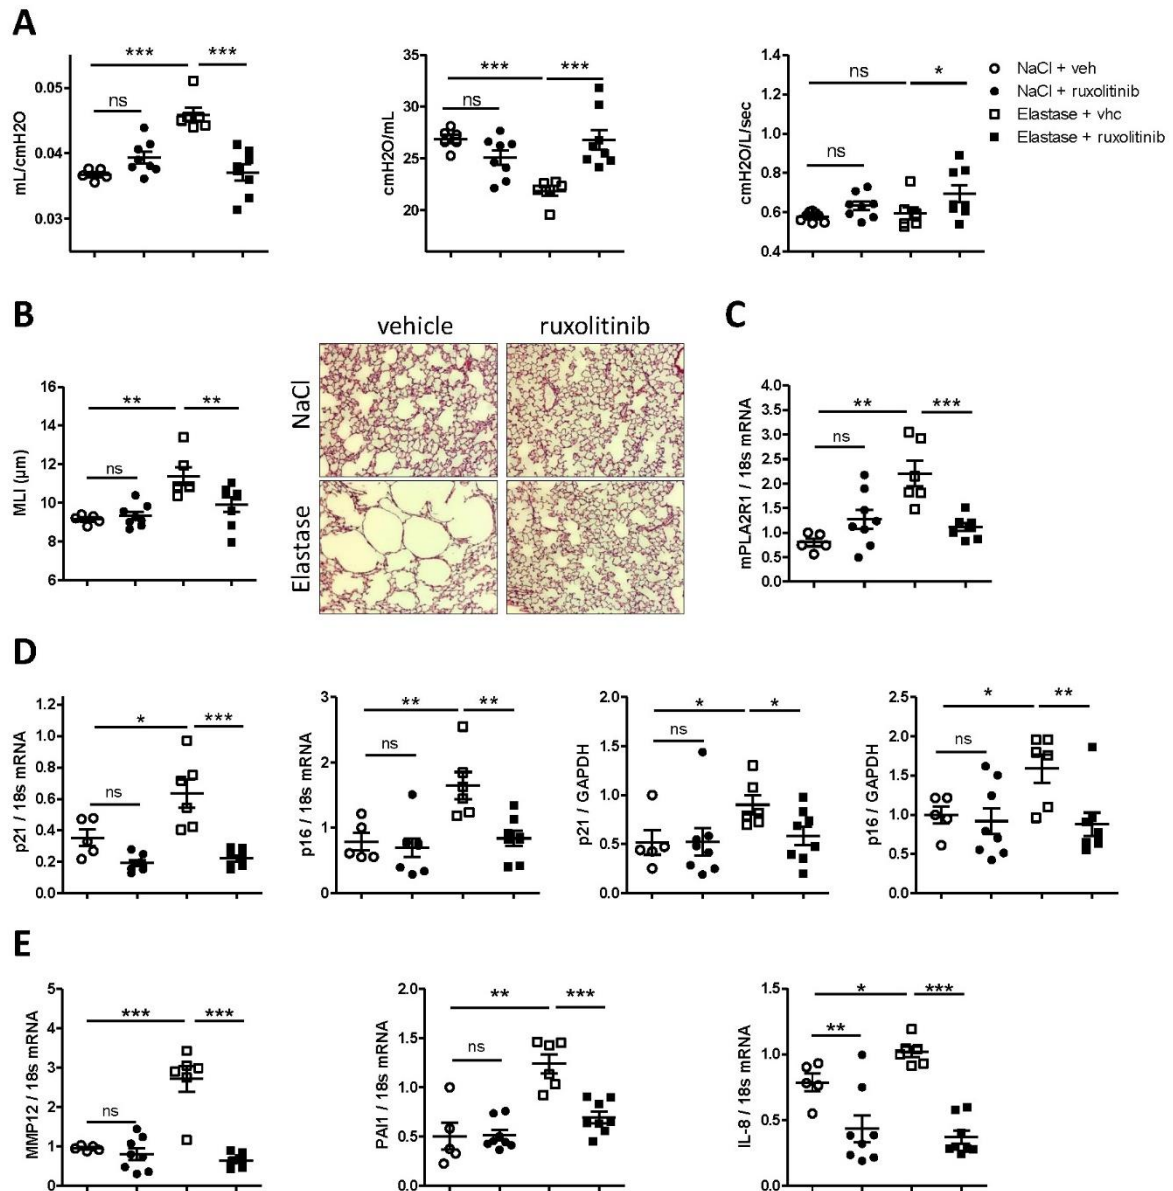 A
mL/cmH2O
0.05
0.04
0.03
***
***
ns
cmH2O/mL
35
30
25
20
***
***
ns
cmH2O/L/sec
1.4
1.2
1.0
0.8
0.6
0.4
ns
*
ns
NaCl + veh
NaCl + ruxolitinib
Elastase + vhc
Elastase + ruxolitinib
B
MLI (µm)
16
14
12
10
8
6
**
**
ns
vehicle
ruxolitinib
NaCl
Elastase
C
mPLA2R1 / 18s mRNA
4.0
3.5
3.0
2.5
2.0
1.5
1.0
0.5
0.0
**
***
ns
D
p21 / 18s mRNA
1.2
1.0
0.8
0.6
0.4
0.2
0.0
*
***
ns
p16 / 18s mRNA
3
2
1
0
**
**
ns
p21 / GAPDH
2.0
1.5
1.0
0.5
0.0
*
*
ns
p16 / GAPDH
2.5
2.0
1.5
1.0
0.5
0.0
*
**
ns
E
MMP12 / 18s mRNA
5
4
3
2
1
0
***
***
ns
PAI1 / 18s mRNA
2.0
1.5
1.0
0.5
0.0
**
***
ns
IL-8 / 18s mRNA
1.5
1.0
0.5
0.0
*
***
**